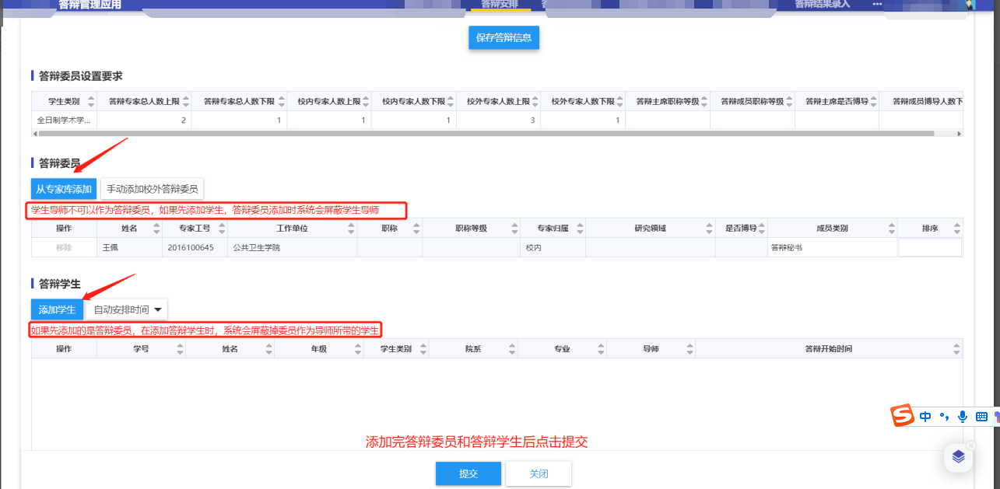 答辩管理应用 答辩安排 答辩结果录入 ...
保存答辩信息
答辩委员设置要求
学生类别 答辩专家总人数上限 答辩专家总人数下限 校内专家人数上限 校内专家人数下限 校外专家人数上限 校外专家人数下限 答辩主席职称等级 答辩成员职称等级 答辩主席是否博导 答辩成员博导人数下
全日制学术学... 2 1 1 1 3 1
答辩委员
从专家库添加 手动添加校外答辩委员
学生导师不可以作为答辩委员，如果先添加学生，答辩委员添加时系统会屏蔽学生导师
操作 姓名 专家工号 工作单位 职称 职称等级 专家归属 研究领域 是否博导 成员类别 排序
移除 王佩 2016100645 公共卫生学院 校内 答辩秘书
答辩学生
添加学生 自动安排时间
如果先添加的是答辩委员，在添加答辩学生时，系统会屏蔽掉委员作为导师所带的学生
操作 学号 姓名 年级 学生类别 院系 专业 导师 答辩开始时间
中
添加完答辩委员和答辩学生后点击提交
提交 关闭